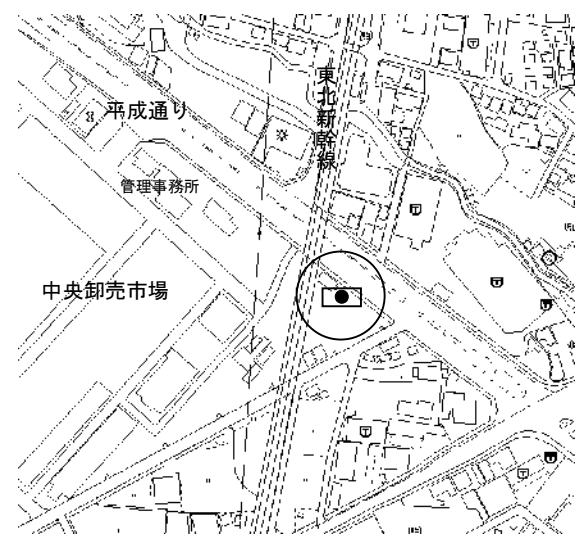 東北新幹線
平成通り
管理事務所
中央卸売市場